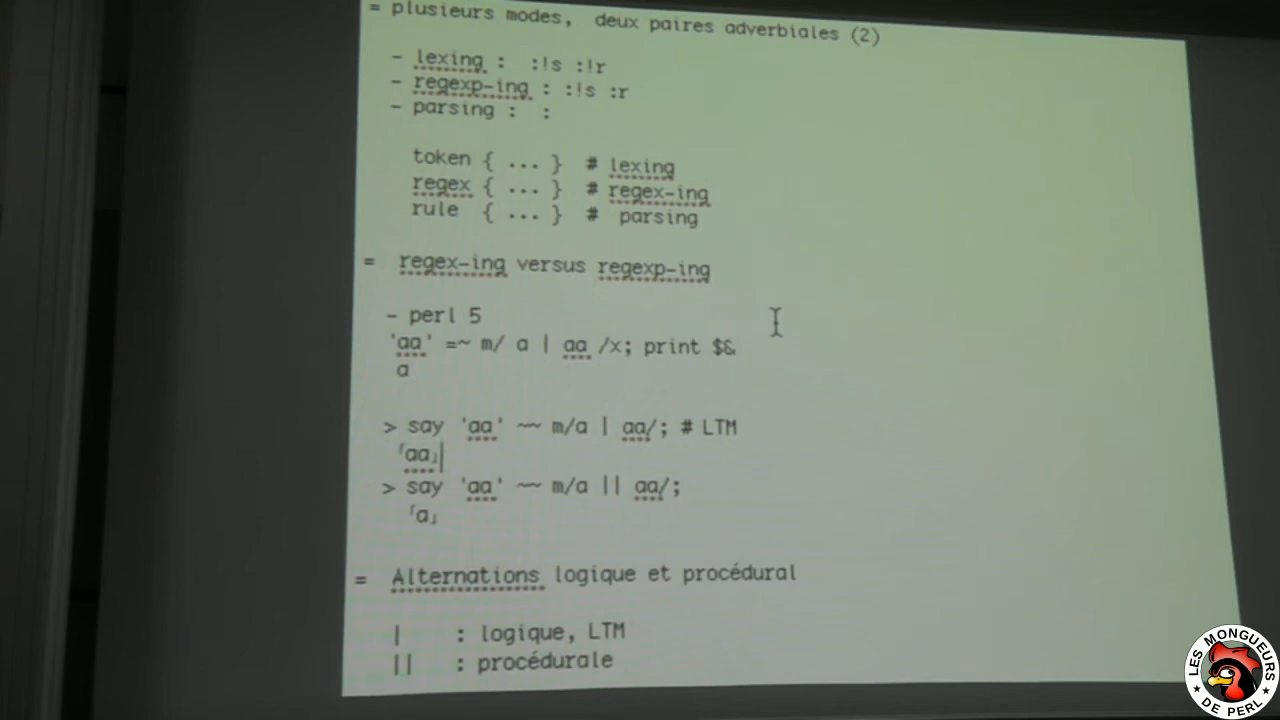 = plusieurs modes, deux paires adverbiales (2)
- lexing : :!s :!r
- regexp-ing : :!s :r
- parsing : :
token { ... } # lexing
regex { ... } # regex-ing
rule { ... } # parsing
= regex-ing versus regexp-ing
- perl 5
'aa' =~ m/ a | aa /x; print $&
a
> say 'aa' ~~ m/a | aa/; # LTM
「aa」
> say 'aa' ~~ m/a || aa/;
「a」
= Alternations logique et procédural
| : logique, LTM
|| : procédurale
LES MONGUEURS
★ DE PERL ★